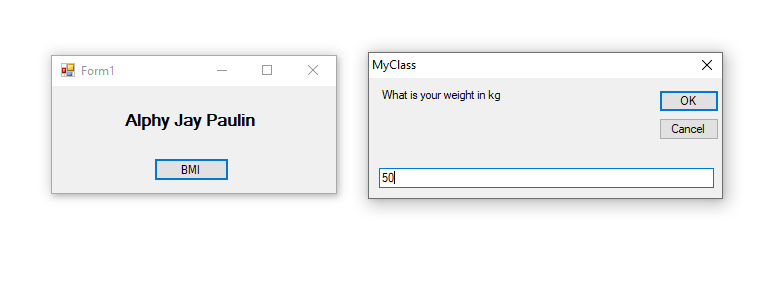 Form1
Alphy Jay Paulin
BMI
MyClass
What is your weight in kg
OK
Cancel
50